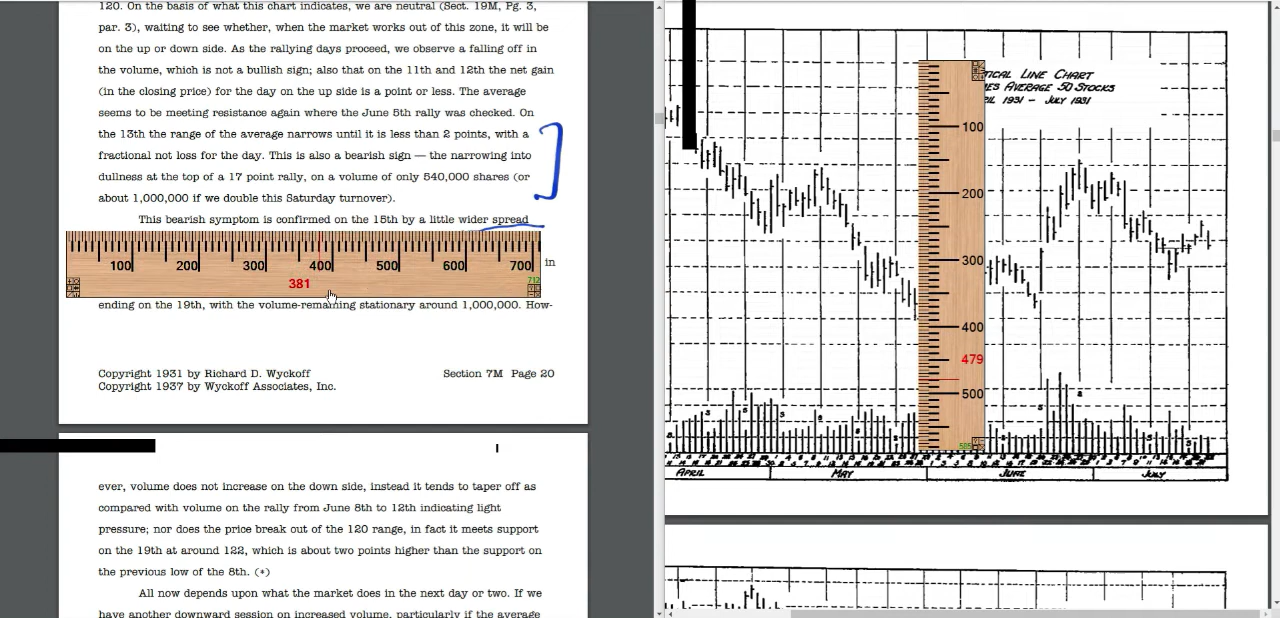 120. On the basis of what this chart indicates, we are neutral (Sect. 19M, Pg. 3,
par. 3), waiting to see whether, when the market works out of this zone, it will be
on the up or down side. As the rallying days proceed, we observe a falling off in
the volume, which is not a bullish sign; also that on the 11th and 12th the net gain
(in the closing price) for the day on the up side is a point or less. The average
seems to be meeting resistance again where the June 5th rally was checked. On
the 13th the range of the average narrows until it is less than 2 points, with a
fractional not loss for the day. This is also a bearish sign — the narrowing into
dullness at the top of a 17 point rally, on a volume of only 540,000 shares (or
about 1,000,000 if we double this Saturday turnover).
This bearish symptom is confirmed on the 15th by a little wider spread
100 200 300 400 500 600 700 in
381
712
ending on the 19th, with the volume-remaining stationary around 1,000,000. How-
Copyright 1931 by Richard D. Wyckoff Section 7M Page 20
Copyright 1937 by Wyckoff Associates, Inc.
ever, volume does not increase on the down side, instead it tends to taper off as
compared with volume on the rally from June 8th to 12th indicating light
pressure; nor does the price break out of the 120 range, in fact it meets support
on the 19th at around 122, which is about two points higher than the support on
the previous low of the 8th. (*)
All now depends upon what the market does in the next day or two. If we
have another downward session on increased volume, particularly if the average
TICAL LINE CHART
MES AVERAGE 50 STOCKS
IL 1931 - JULY 1931
100
200
300
400
479
500
585
APRIL MAY JUNE JULY